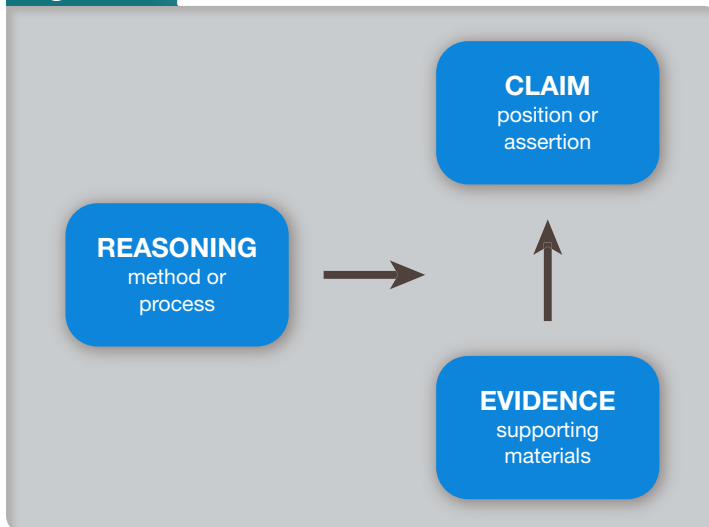 CLAIM
position or
assertion
REASONING
method or
process
EVIDENCE
supporting
materials